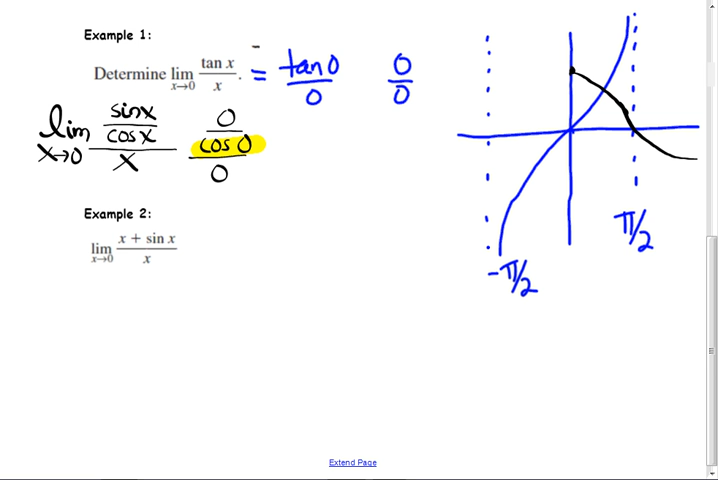 Example 1:
Determine lim x→0 tan x / x . = tan 0 / 0   0 / 0
lim x→0 (sin x / cos x) / x   (0 / cos 0) / 0
Example 2:
lim x→0 (x + sin x) / x
π/2
-π/2
Extend Page